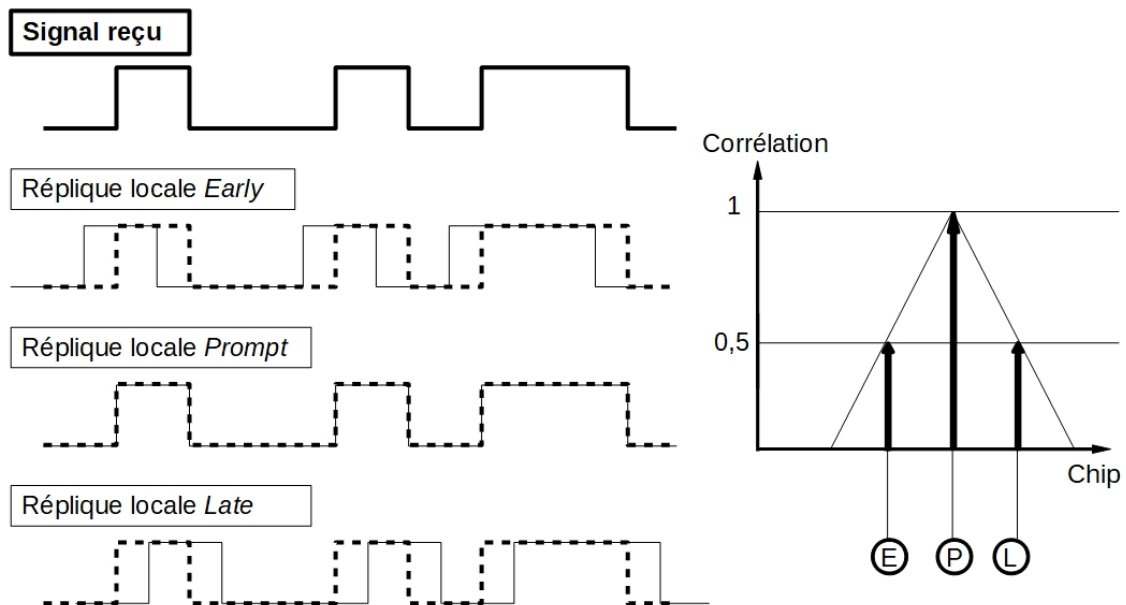 Signal reçu
Réplique locale Early
Réplique locale Prompt
Réplique locale Late
Corrélation
1
0,5
Chip
E P L